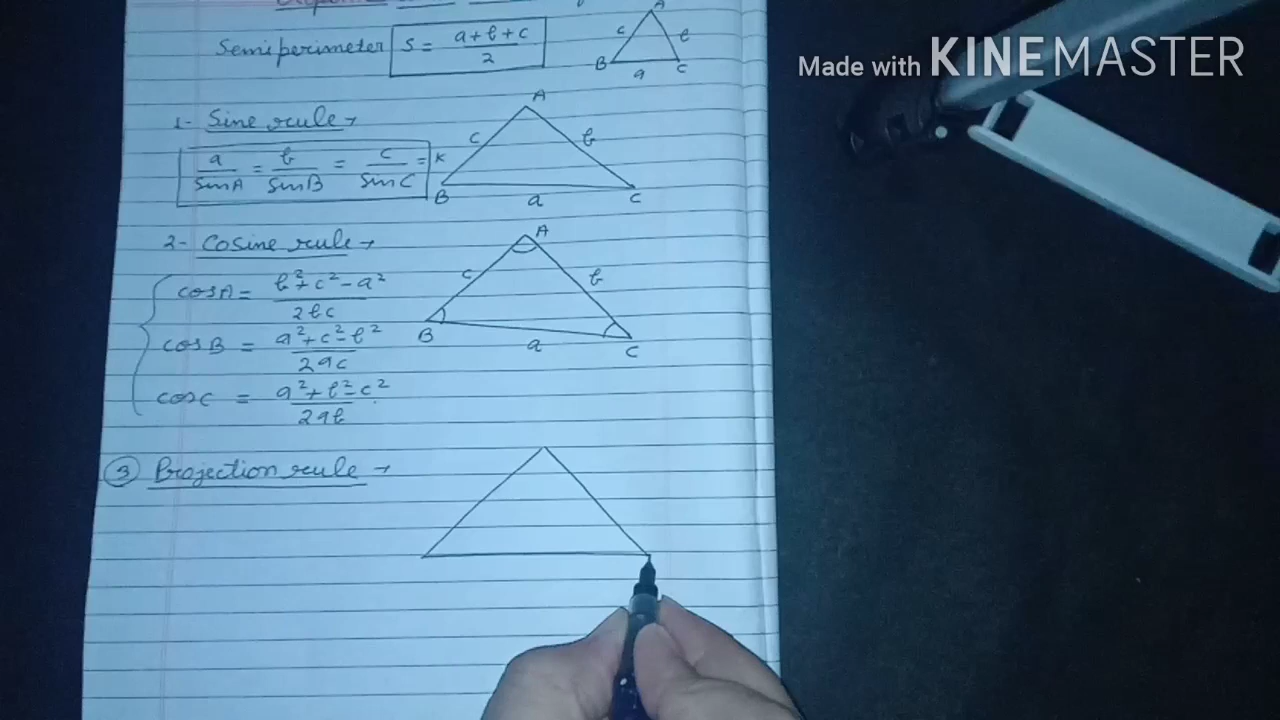 Semiperimeter S = a+b+c / 2
A
c b
B a C
1- Sine rule →
a/sinA = b/sinB = c/sinC = K
A
c b
B a C
2- Cosine rule →
cosA = b²+c²-a² / 2bc
cosB = a²+c²-b² / 2ac
cosC = a²+b²-c² / 2ab
A
c b
B a C
3 Projection rule →
Made with KINEMASTER